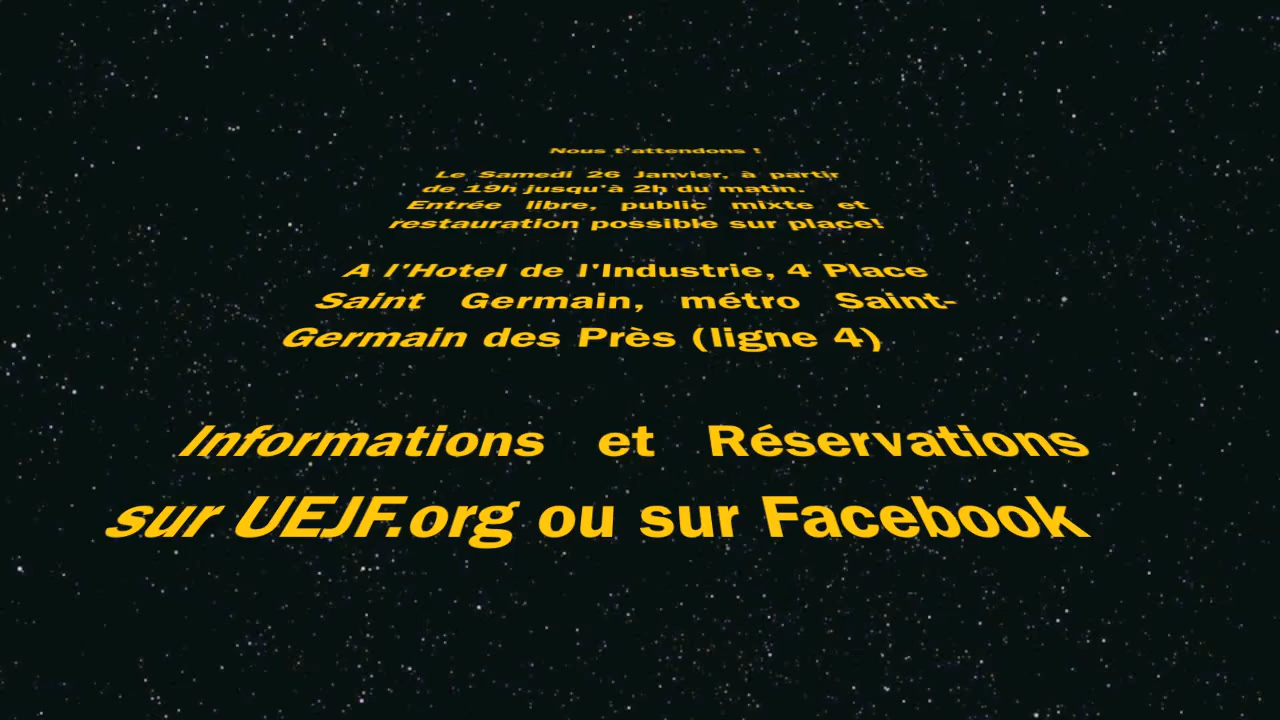 Nous t'attendons !
Le Samedi 26 Janvier, à partir
de 19h jusqu'à 2h du matin.
Entrée libre, public mixte et
restauration possible sur place!
A l'Hotel de l'Industrie, 4 Place
Saint Germain, métro Saint-
Germain des Près (ligne 4)
Informations et Réservations
sur UEJF.org ou sur Facebook